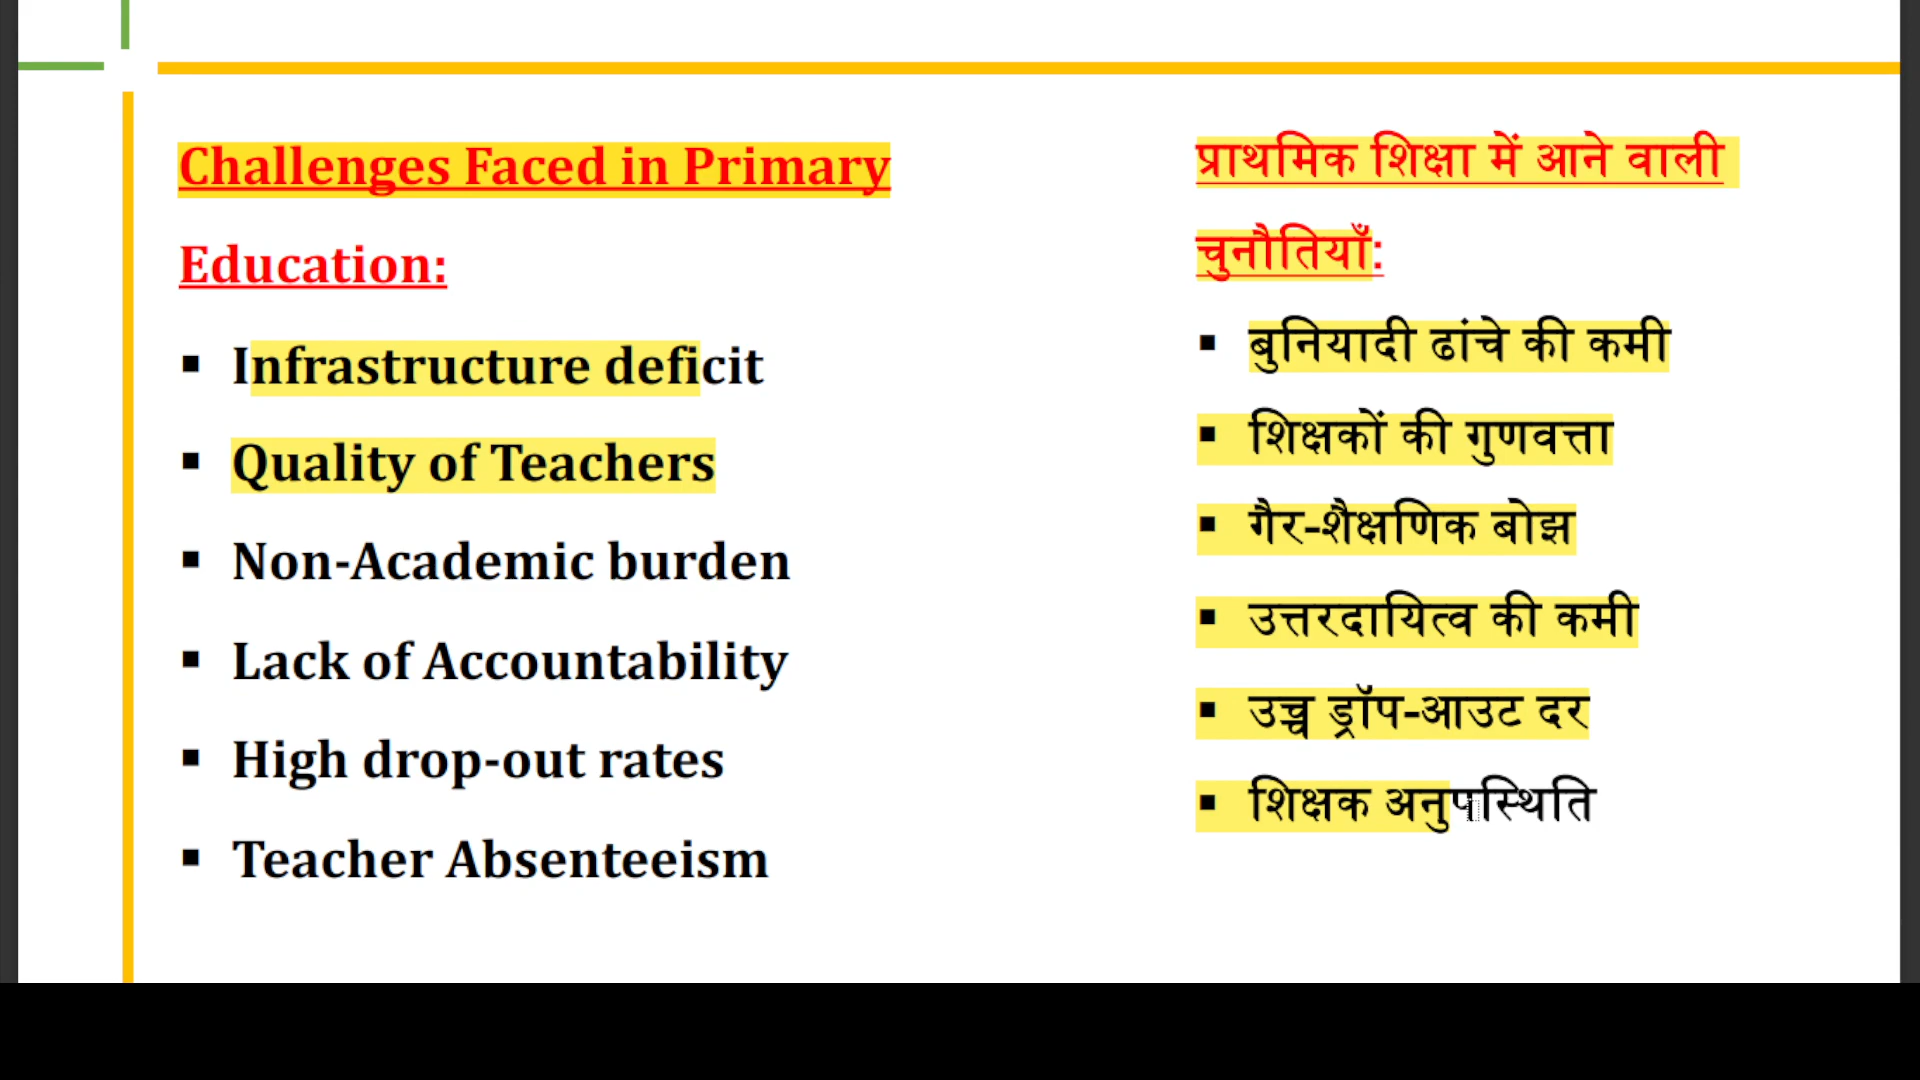 Challenges Faced in Primary
Education:
▪ Infrastructure deficit
▪ Quality of Teachers
▪ Non-Academic burden
▪ Lack of Accountability
▪ High drop-out rates
▪ Teacher Absenteeism
प्राथमिक शिक्षा में आने वाली
चुनौतियाँ:
▪ बुनियादी ढांचे की कमी
▪ शिक्षकों की गुणवत्ता
▪ गैर-शैक्षणिक बोझ
▪ उत्तरदायित्व की कमी
▪ उच्च ड्रॉप-आउट दर
▪ शिक्षक अनुपस्थिति